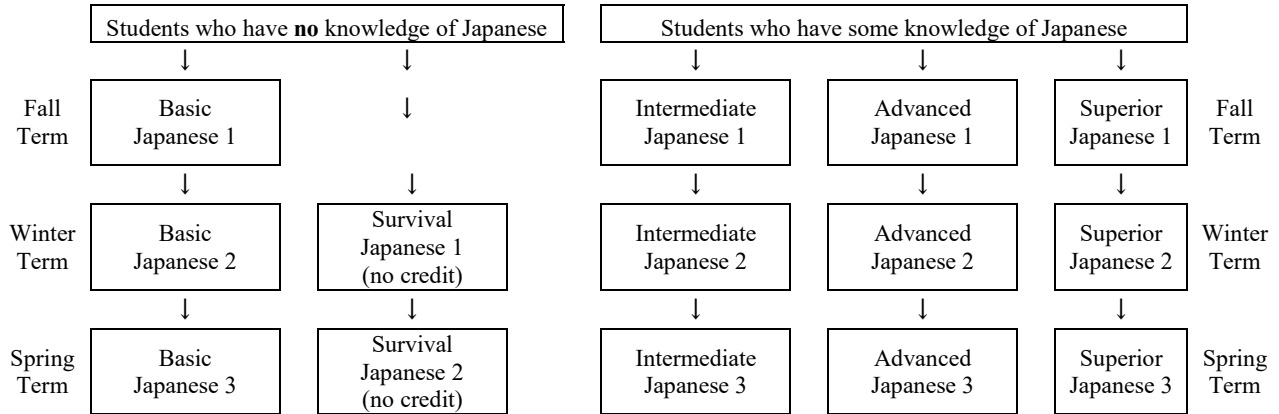 Students who have no knowledge of Japanese
Students who have some knowledge of Japanese
↓ ↓ ↓ ↓ ↓
Fall
Term
Basic
Japanese 1
↓
Intermediate
Japanese 1
Advanced
Japanese 1
Superior
Japanese 1
Fall
Term
↓ ↓ ↓ ↓ ↓
Winter
Term
Basic
Japanese 2
Survival
Japanese 1
(no credit)
Intermediate
Japanese 2
Advanced
Japanese 2
Superior
Japanese 2
Winter
Term
↓ ↓ ↓ ↓ ↓
Spring
Term
Basic
Japanese 3
Survival
Japanese 2
(no credit)
Intermediate
Japanese 3
Advanced
Japanese 3
Superior
Japanese 3
Spring
Term